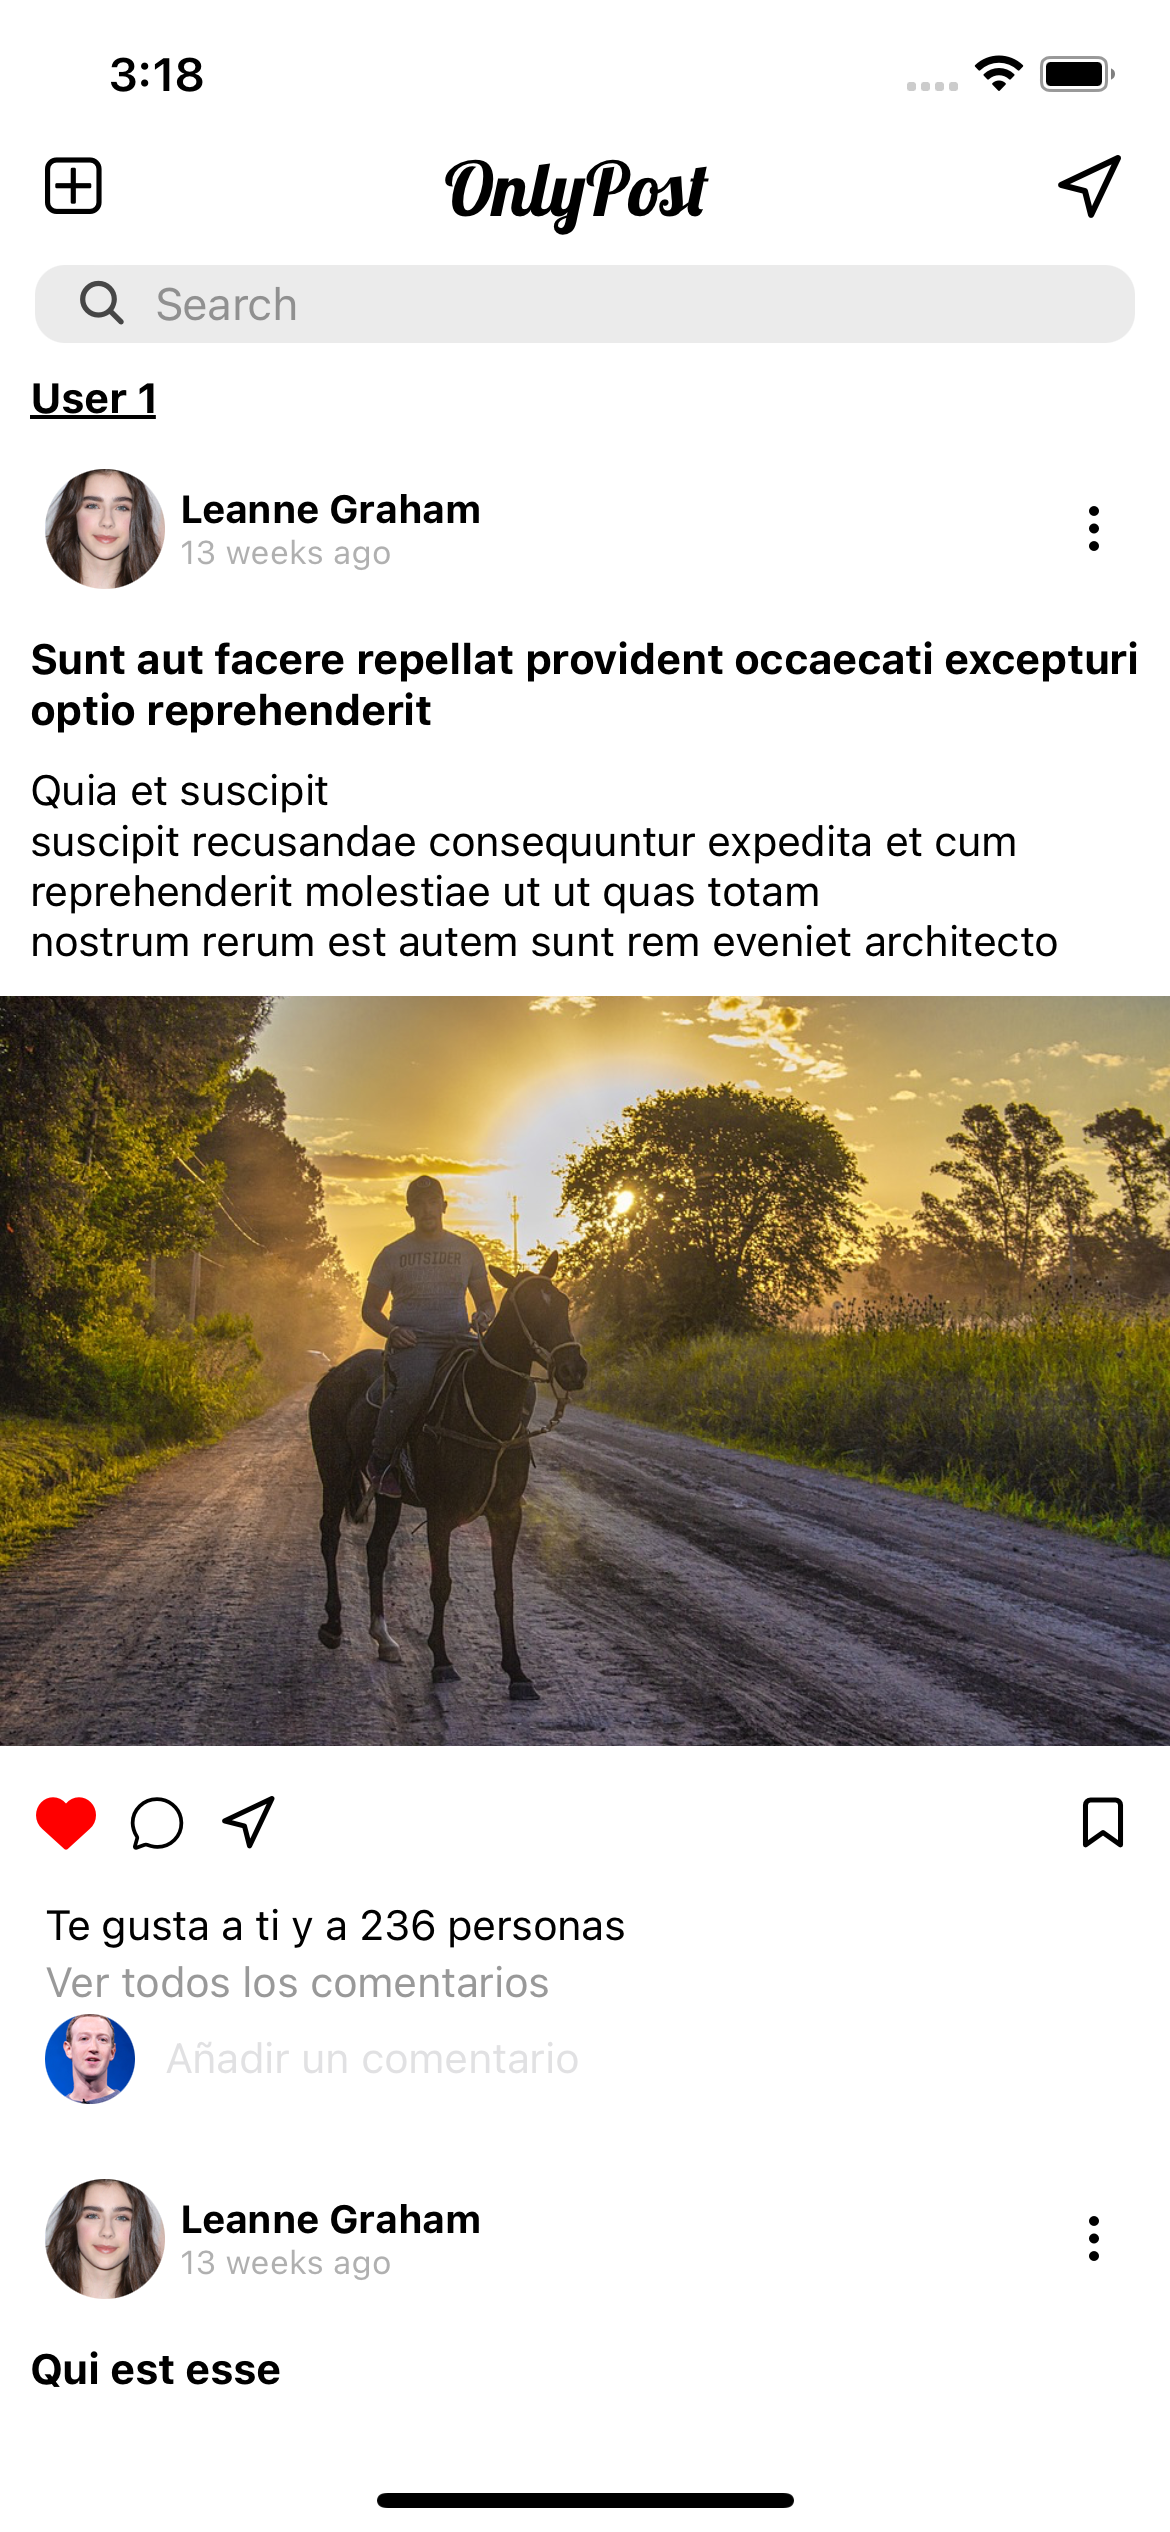 3:18
OnlyPost
Search
User 1
Leanne Graham
13 weeks ago
Sunt aut facere repellat provident occaecati excepturi
optio reprehenderit
Quia et suscipit
suscipit recusandae consequuntur expedita et cum
reprehenderit molestiae ut ut quas totam
nostrum rerum est autem sunt rem eveniet architecto
OUTSIDER
Te gusta a ti y a 236 personas
Ver todos los comentarios
Añadir un comentario
Leanne Graham
13 weeks ago
Qui est esse